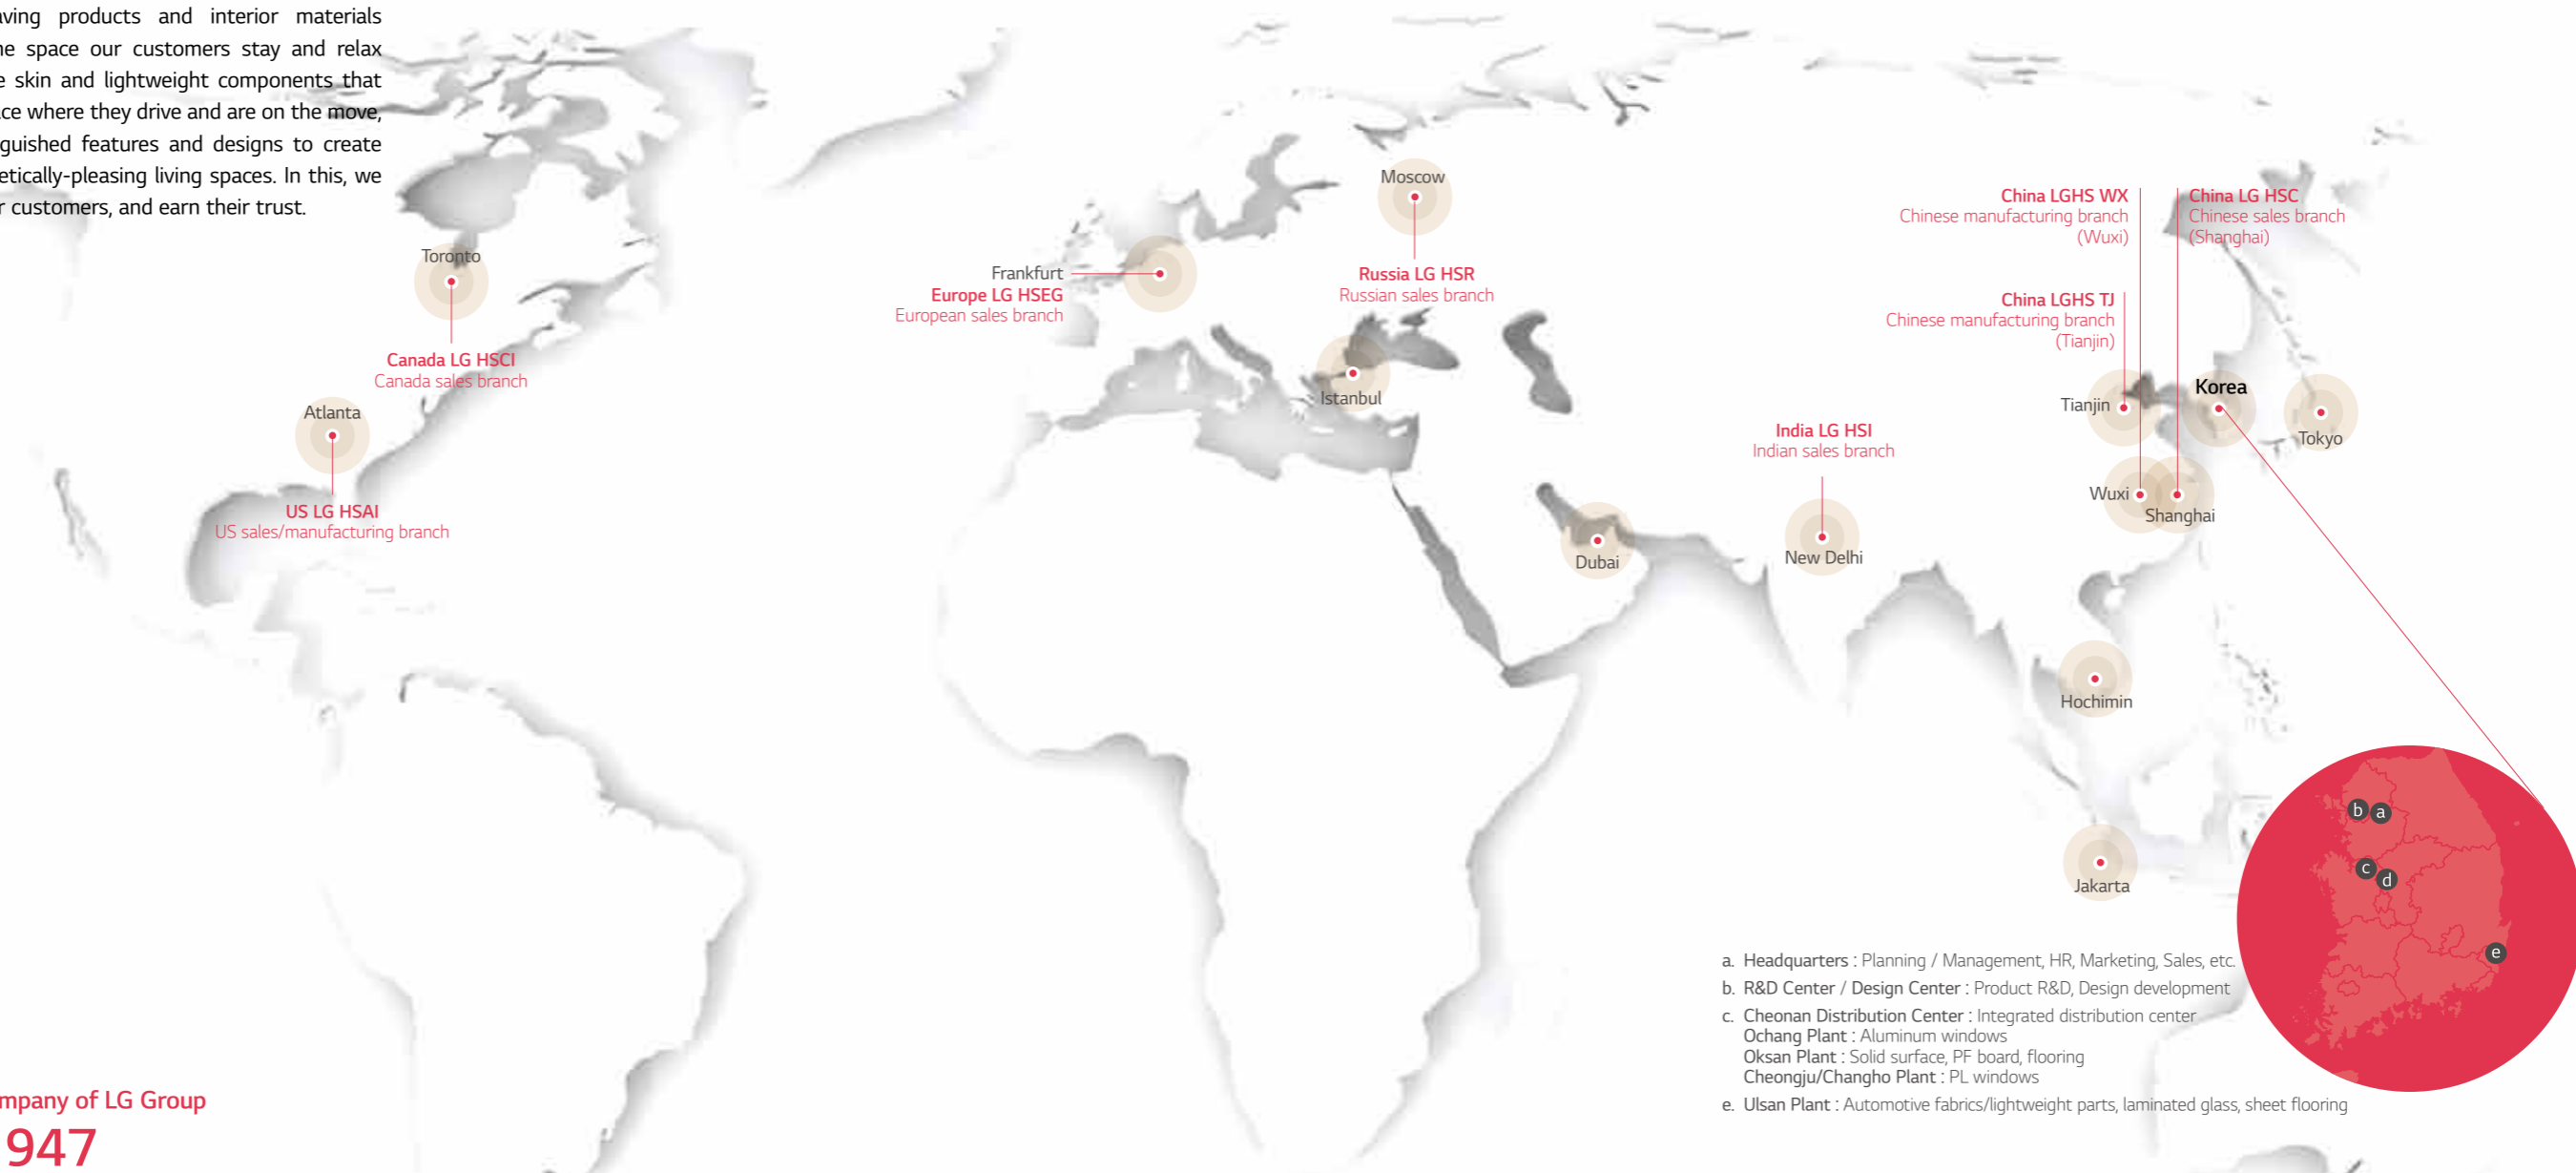 products and interior materials
space our customers stay and relax
skin and lightweight components that
where they drive and are on the move,
features and designs to create
living spaces. In this, we
customers, and earn their trust.
Toronto
Canada LG HSCI
Canada sales branch
Atlanta
US LG HSAI
US sales/manufacturing branch
Frankfurt
Europe LG HSEG
European sales branch
Moscow
Russia LG HSR
Russian sales branch
Istanbul
Dubai
India LG HSI
Indian sales branch
New Delhi
China LGHS WX
Chinese manufacturing branch
(Wuxi)
China LG HSC
Chinese sales branch
(Shanghai)
China LGHS TJ
Chinese manufacturing branch
(Tianjin)
Tianjin
Korea
Tokyo
Wuxi
Shanghai
Hochimin
Jakarta
b a
c
d
e
a. Headquarters : Planning / Management, HR, Marketing, Sales, etc.
b. R&D Center / Design Center : Product R&D, Design development
c. Cheonan Distribution Center : Integrated distribution center
Ochang Plant : Aluminum windows
Oksan Plant : Solid surface, PF board, flooring
Cheongju/Changho Plant : PL windows
e. Ulsan Plant : Automotive fabrics/lightweight parts, laminated glass, sheet flooring
of LG Group
947